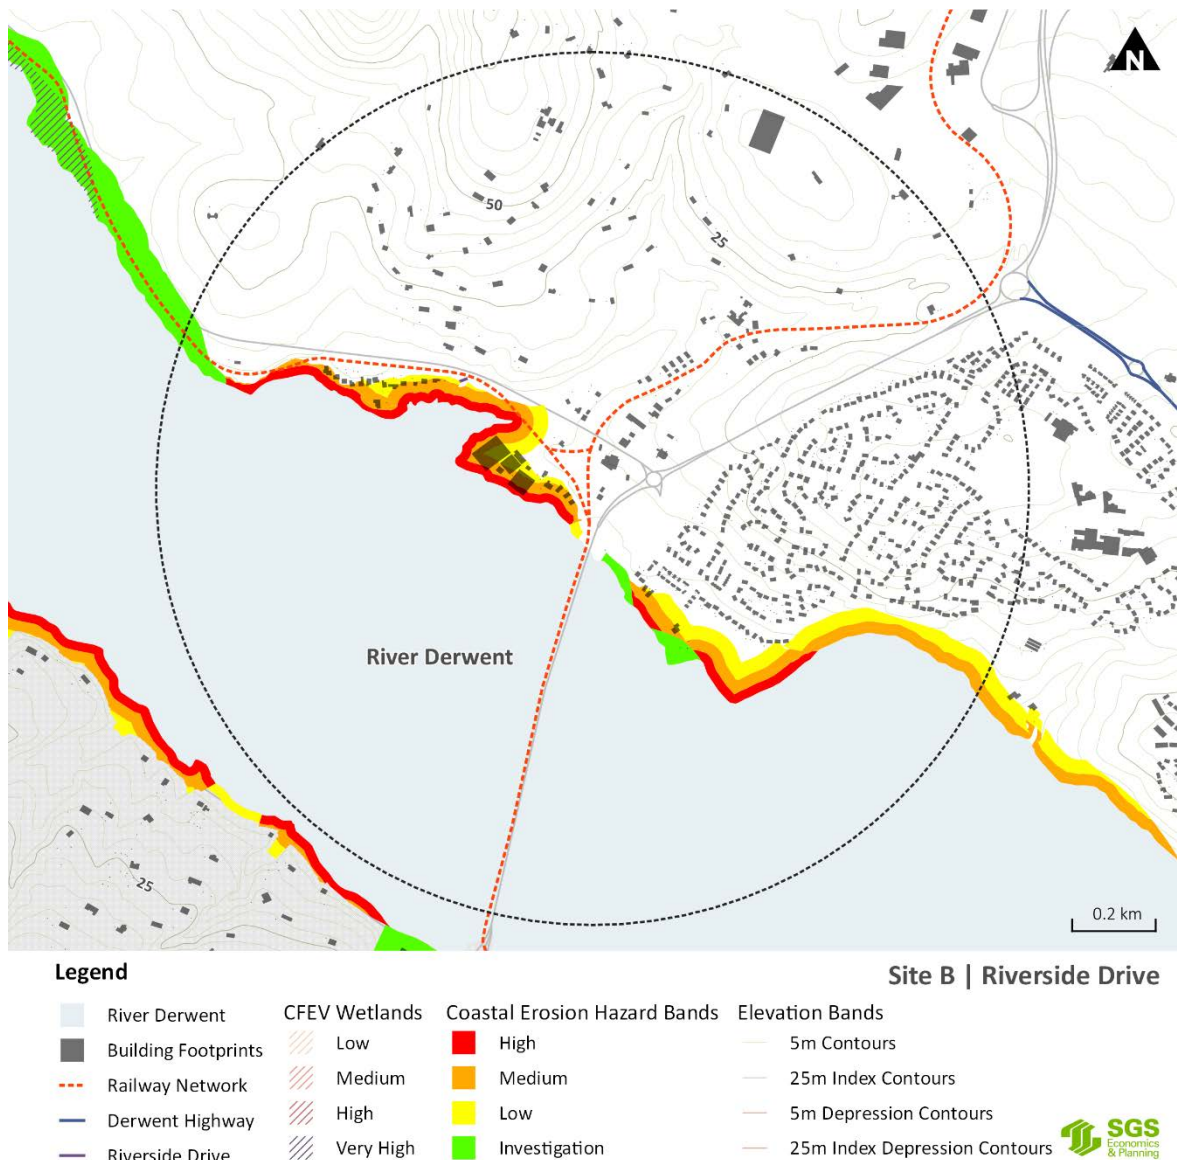 N
50
25
River Derwent
25
0.2 km
Legend
Site B | Riverside Drive
River Derwent
Building Footprints
Railway Network
Derwent Highway
Riverside Drive
CFEV Wetlands
Low
Medium
High
Very High
Coastal Erosion Hazard Bands
High
Medium
Low
Investigation
Elevation Bands
5m Contours
25m Index Contours
5m Depression Contours
25m Index Depression Contours
SGS
Economics
& Planning